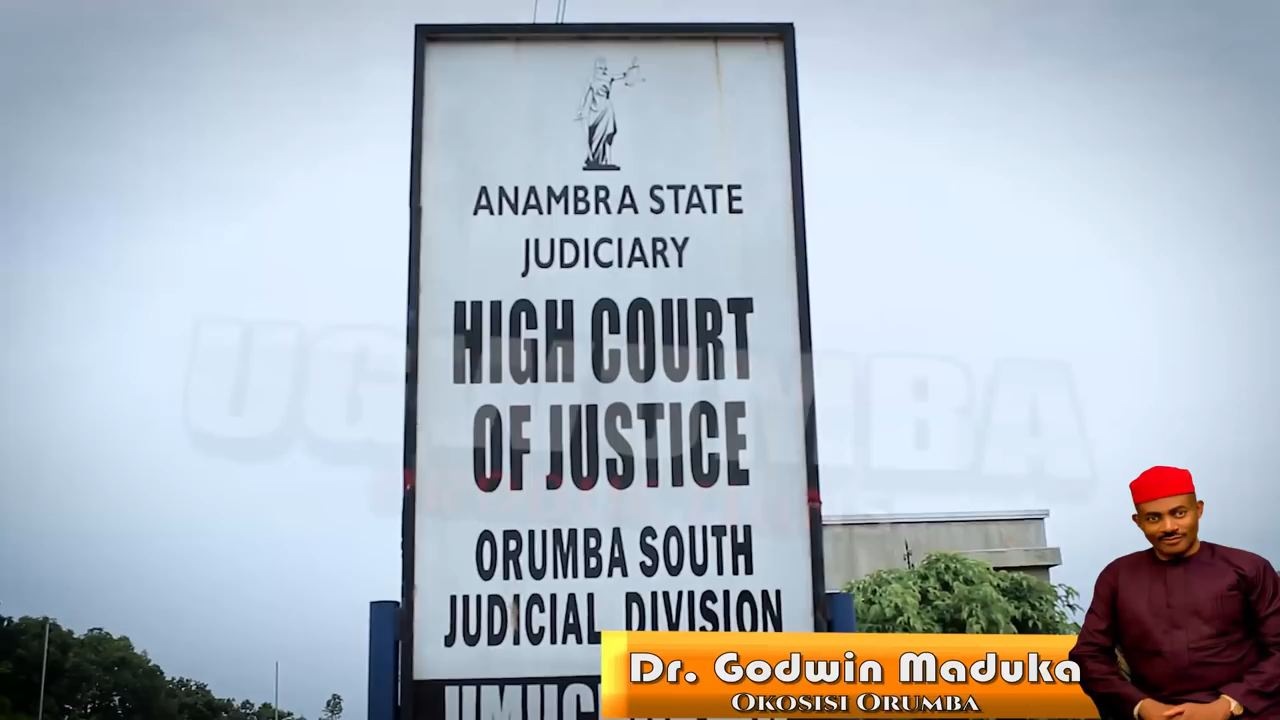 ANAMBRA STATE
JUDICIARY
HIGH COURT
OF JUSTICE
ORUMBA SOUTH
JUDICIAL DIVISION
Dr. Godwin Maduka
OKOSISI ORUMBA